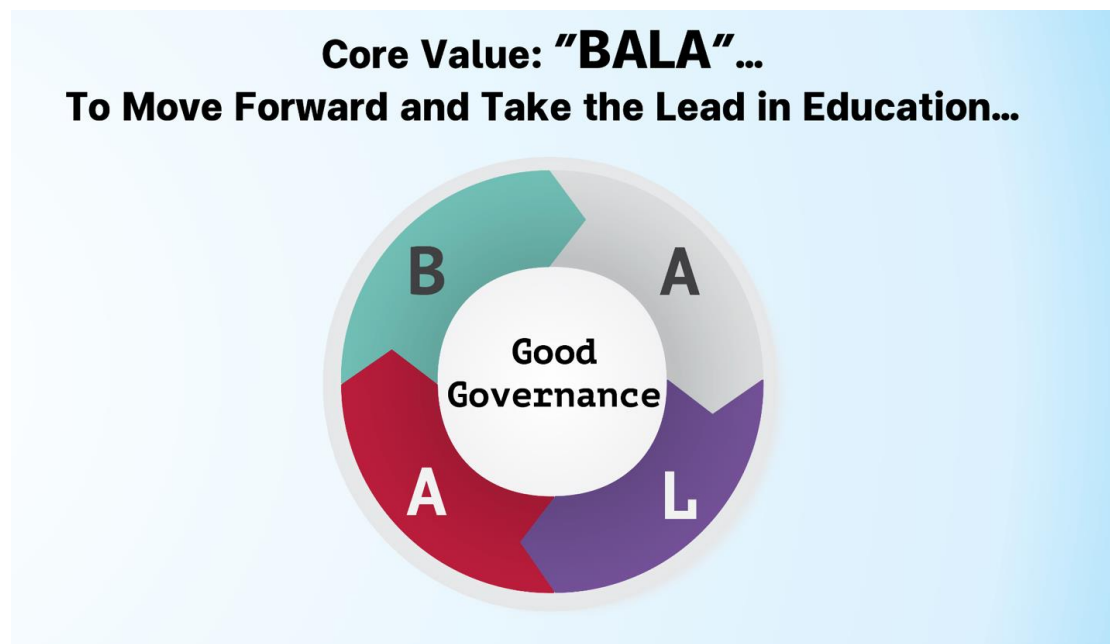 Core Value: "BALA"...
To Move Forward and Take the Lead in Education...
B
A
Good
Governance
A
L